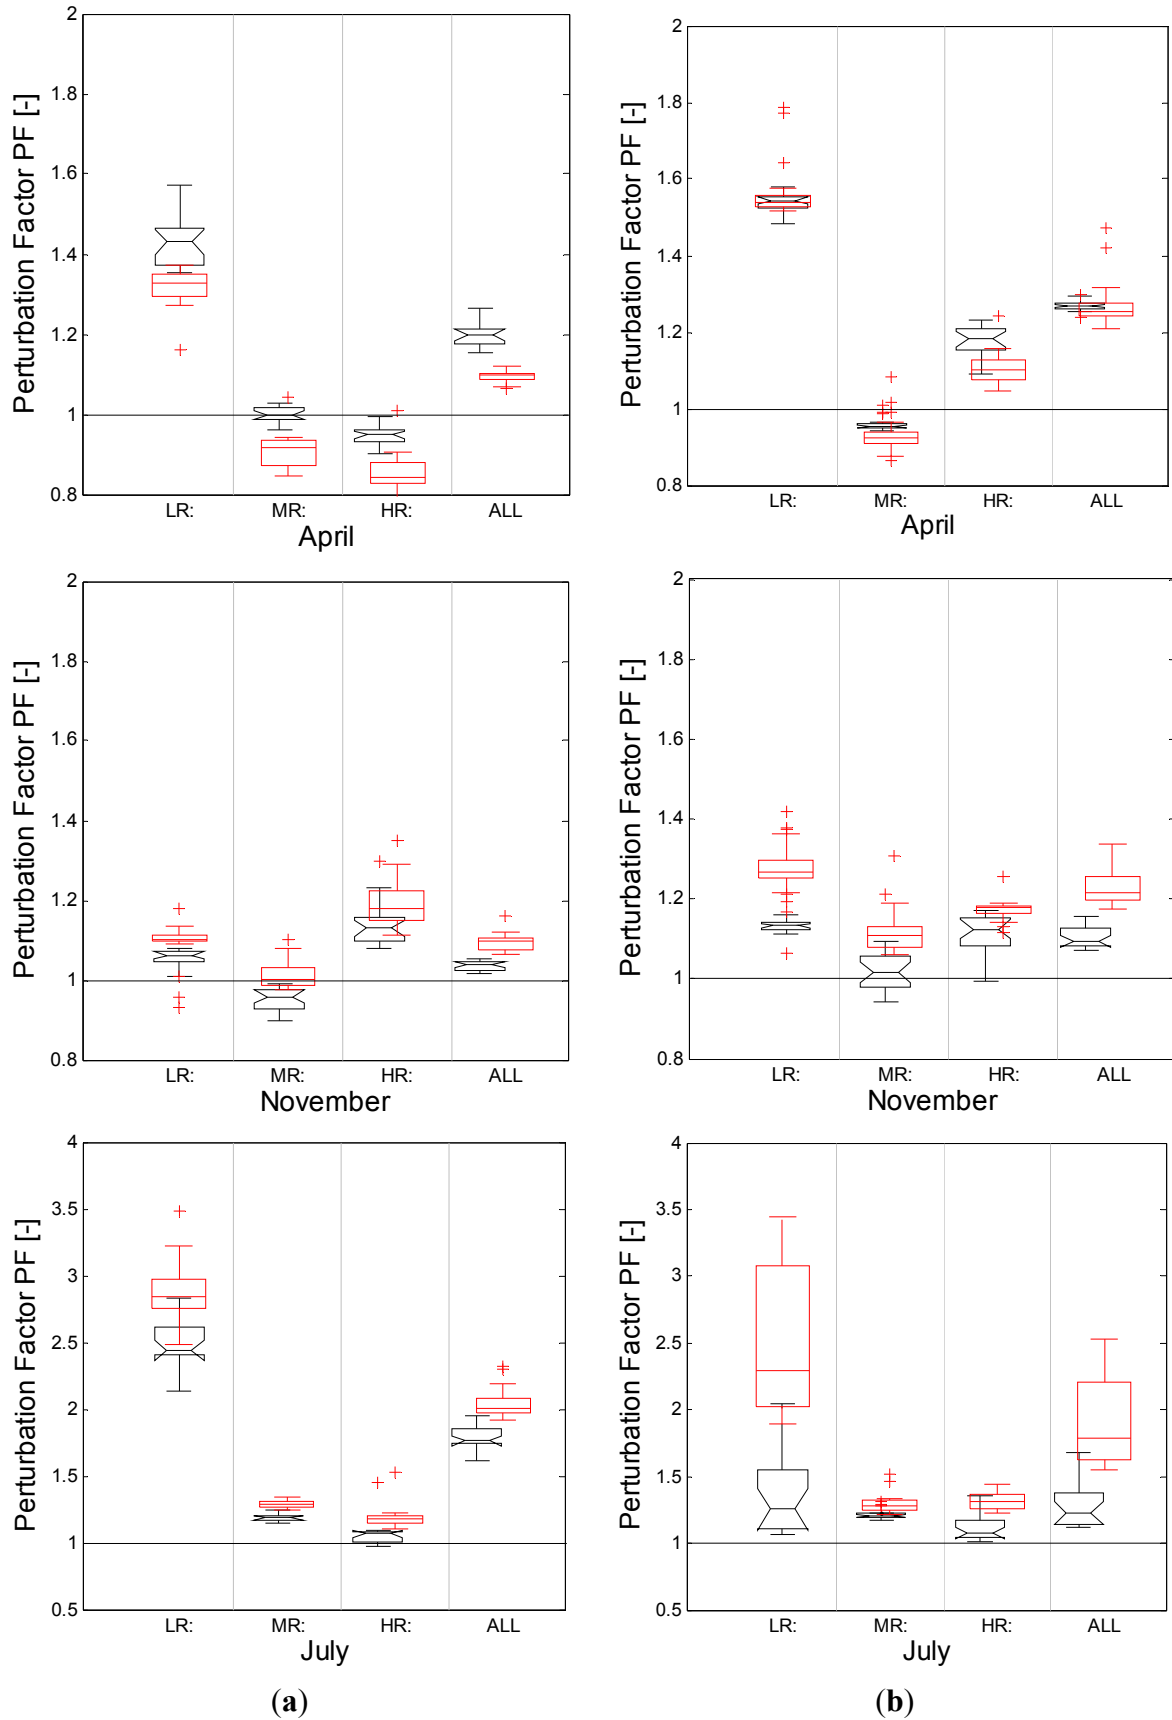 2
1.8
1.6
1.4
1.2
1
0.8
Perturbation Factor PF [-]
LR: MR: HR: ALL
April
2
1.8
1.6
1.4
1.2
1
0.8
Perturbation Factor PF [-]
LR: MR: HR: ALL
April
2
1.8
1.6
1.4
1.2
1
0.8
Perturbation Factor PF [-]
LR: MR: HR: ALL
November
2
1.8
1.6
1.4
1.2
1
0.8
Perturbation Factor PF [-]
LR: MR: HR: ALL
November
4
3.5
3
2.5
2
1.5
1
0.5
Perturbation Factor PF [-]
LR: MR: HR: ALL
July
4
3.5
3
2.5
2
1.5
1
0.5
Perturbation Factor PF [-]
LR: MR: HR: ALL
July
(a)
(b)